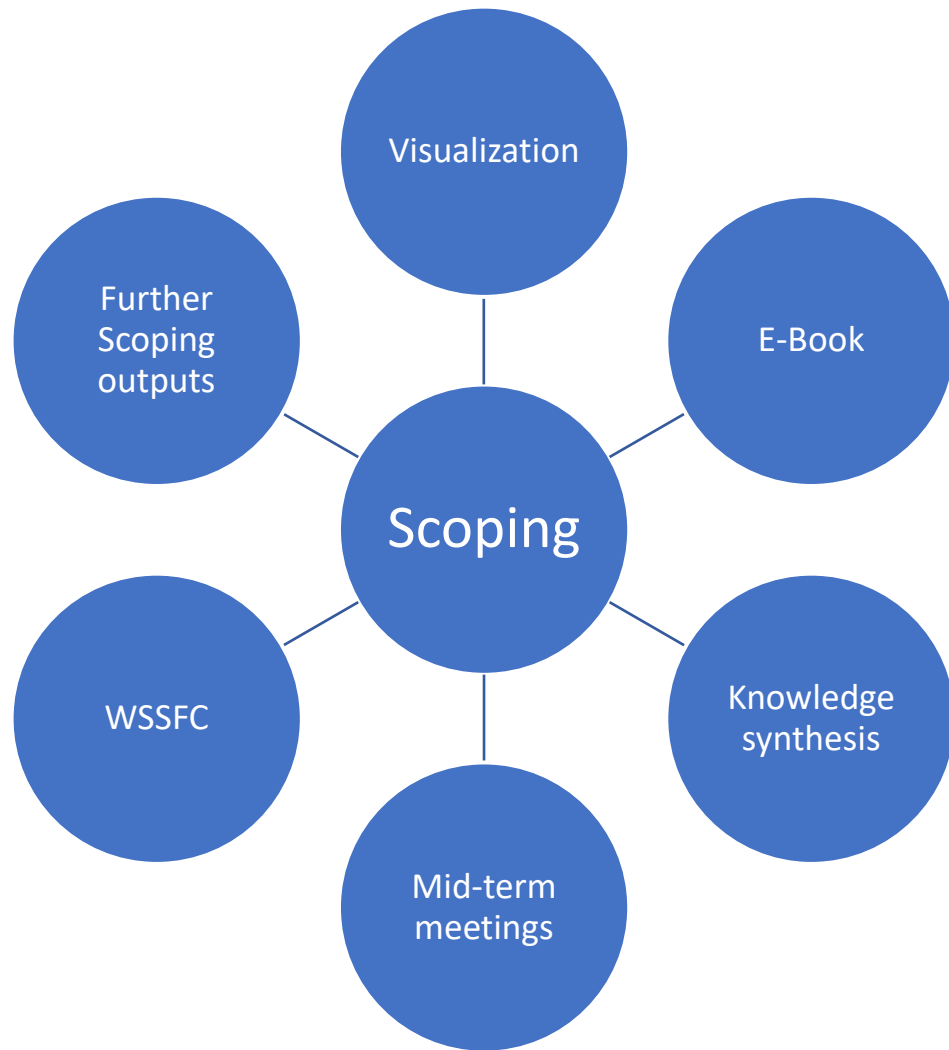 Visualization
Further
Scoping
outputs
E-Book
Scoping
WSSFC
Knowledge
synthesis
Mid-term
meetings